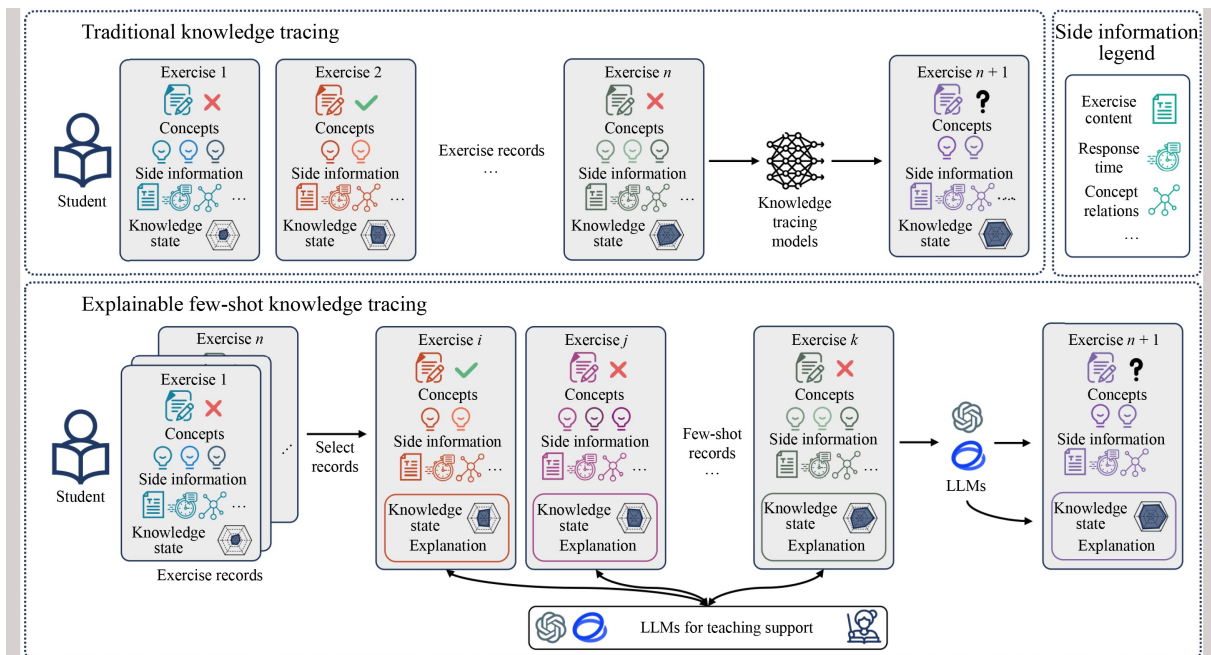 Traditional knowledge tracing
Student
Exercise 1
Concepts
Side information
...
Knowledge
state
Exercise 2
Concepts
Side information
...
Knowledge
state
Exercise records
...
Exercise n
Concepts
Side information
...
Knowledge
state
Knowledge
tracing
models
Exercise n + 1
?
Concepts
Side information
...
Knowledge
state
Side information
legend
Exercise
content
Response
time
Concept
relations
...
Explainable few-shot knowledge tracing
Student
Exercise n
Exercise 1
Concepts
Side information
...
Knowledge
state
...
Exercise records
Select
records
Exercise i
Concepts
Side information
...
Knowledge
state
Explanation
Exercise j
Concepts
Side information
...
Knowledge
state
Explanation
Few-shot
records
...
Exercise k
Concepts
Side information
...
Knowledge
state
Explanation
LLMs
Exercise n + 1
?
Concepts
Side information
...
Knowledge
state
Explanation
LLMs for teaching support